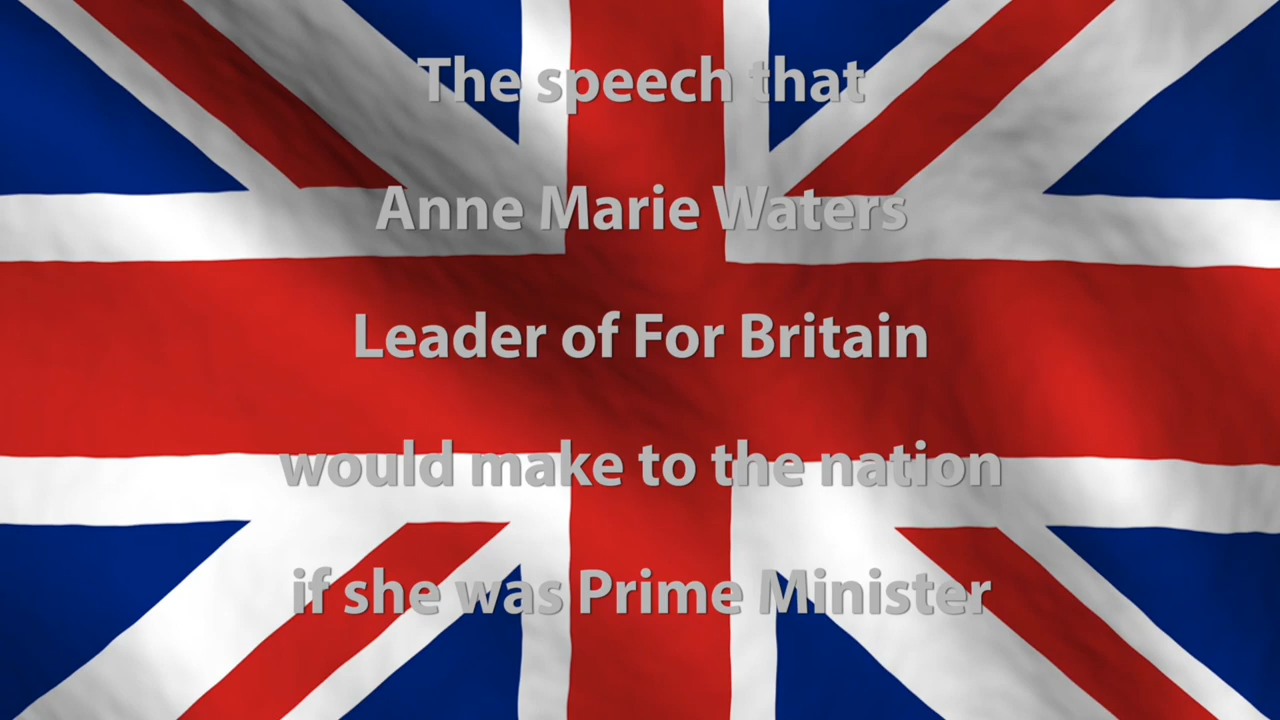 The speech that
Anne Marie Waters
Leader of For Britain
would make to the nation
if she was Prime Minister